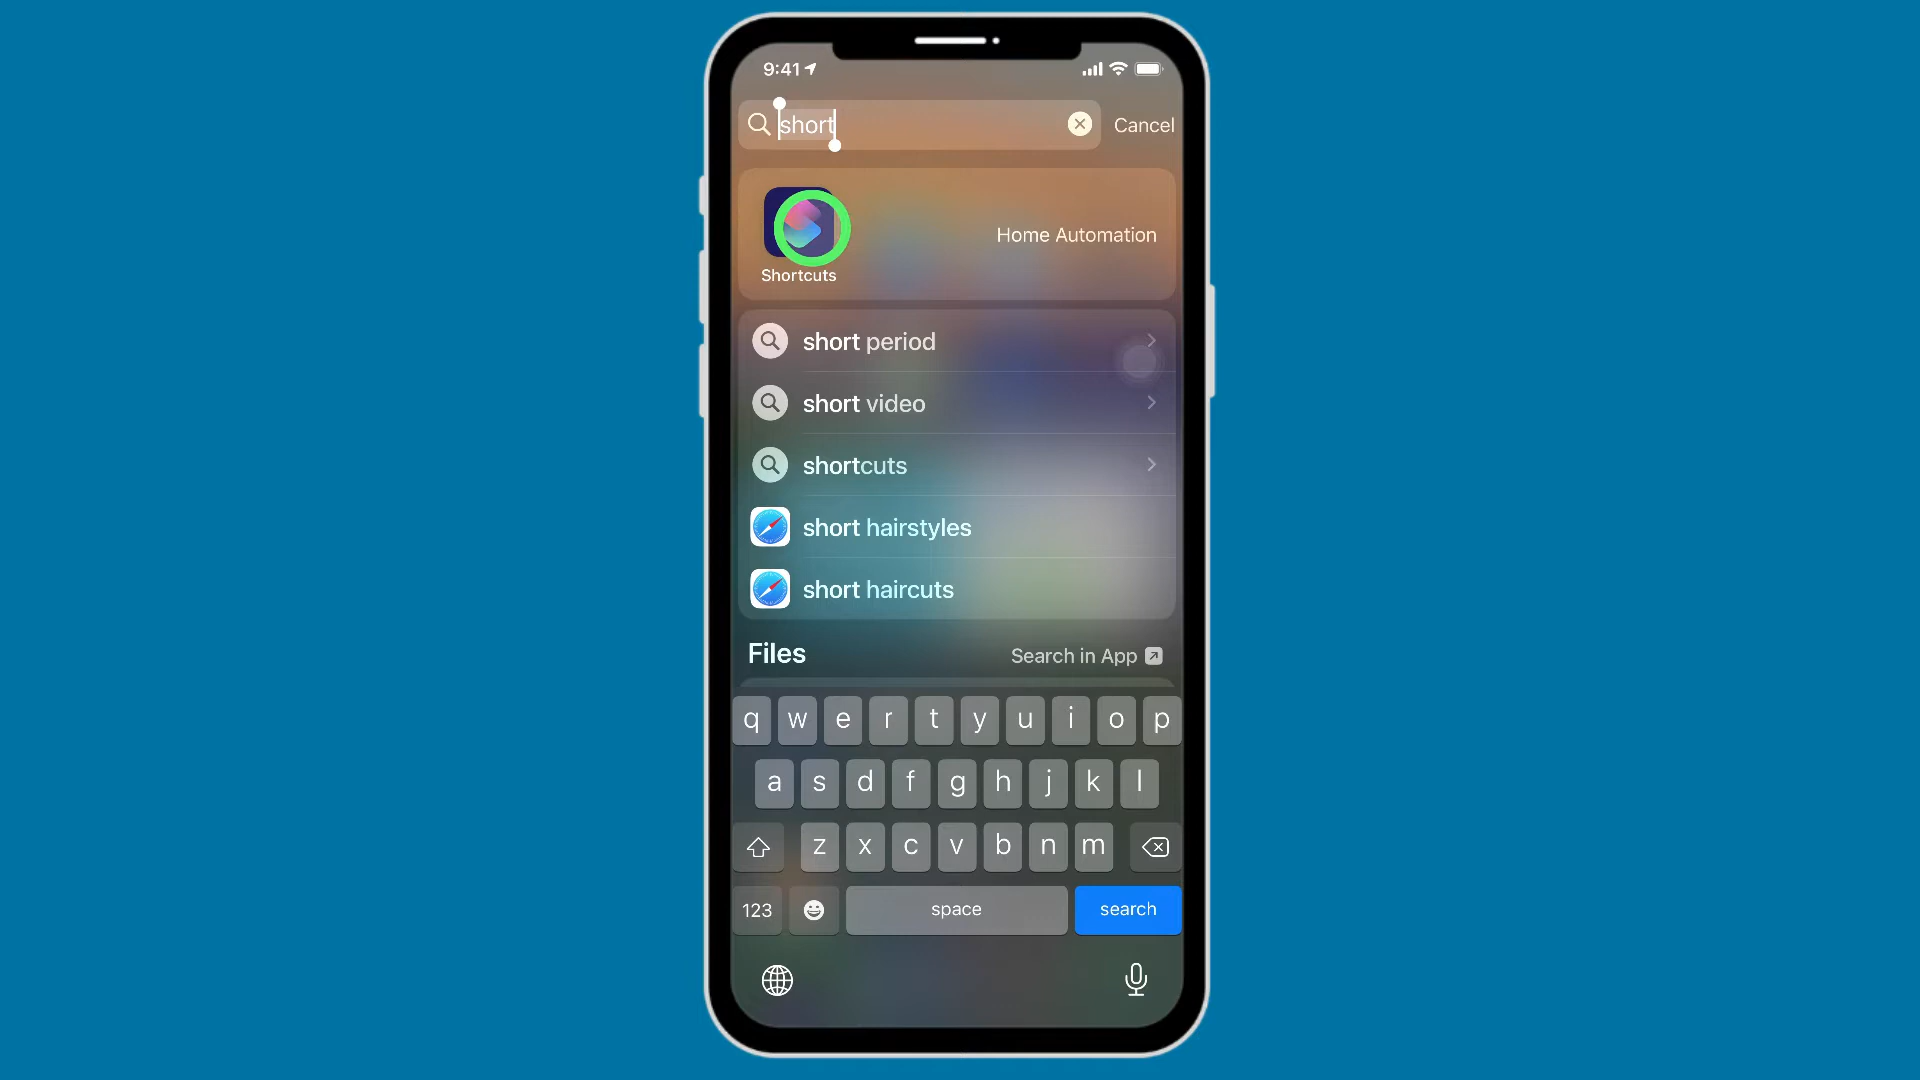 9:41
short
Cancel
Shortcuts
Home Automation
short period
short video
shortcuts
short hairstyles
short haircuts
Files
Search in App
q w e r t y u i o p
a s d f g h j k l
z x c v b n m
123
space
search